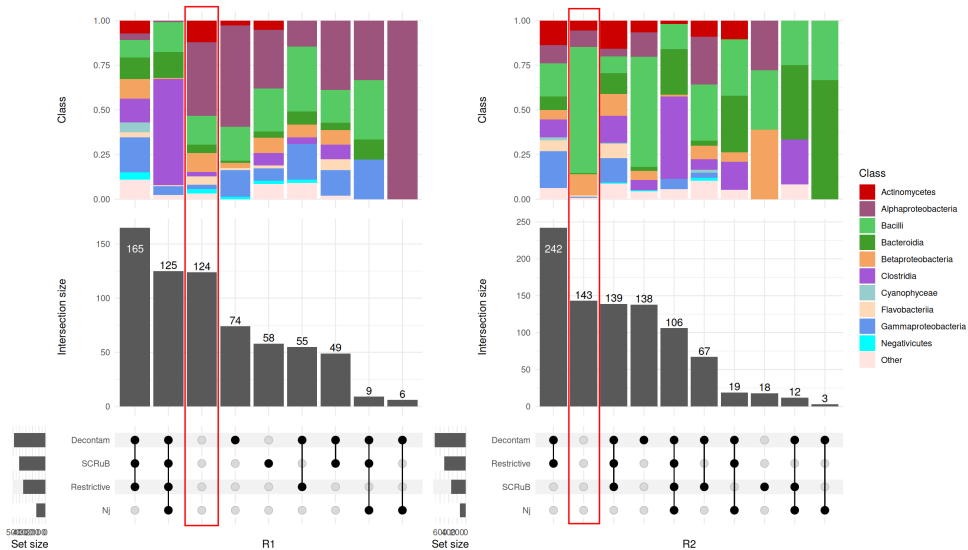 1.00
0.75
0.50
0.25
0.00
Class
150
100
50
0
Intersection size
165
125
124
74
58
55
49
9
6
Decontam
SCRuB
Restrictive
Nj
Set size
R1
1.00
0.75
0.50
0.25
0.00
Class
250
200
150
100
50
0
Intersection size
242
143
139
138
106
67
19
18
12
3
Decontam
Restrictive
SCRuB
Nj
Set size
R2
Class
Actinomycetes
Alphaproteobacteria
Bacilli
Bacteroidia
Betaproteobacteria
Clostridia
Cyanophyceae
Flavobacteriia
Gammaproteobacteria
Negativicutes
Other